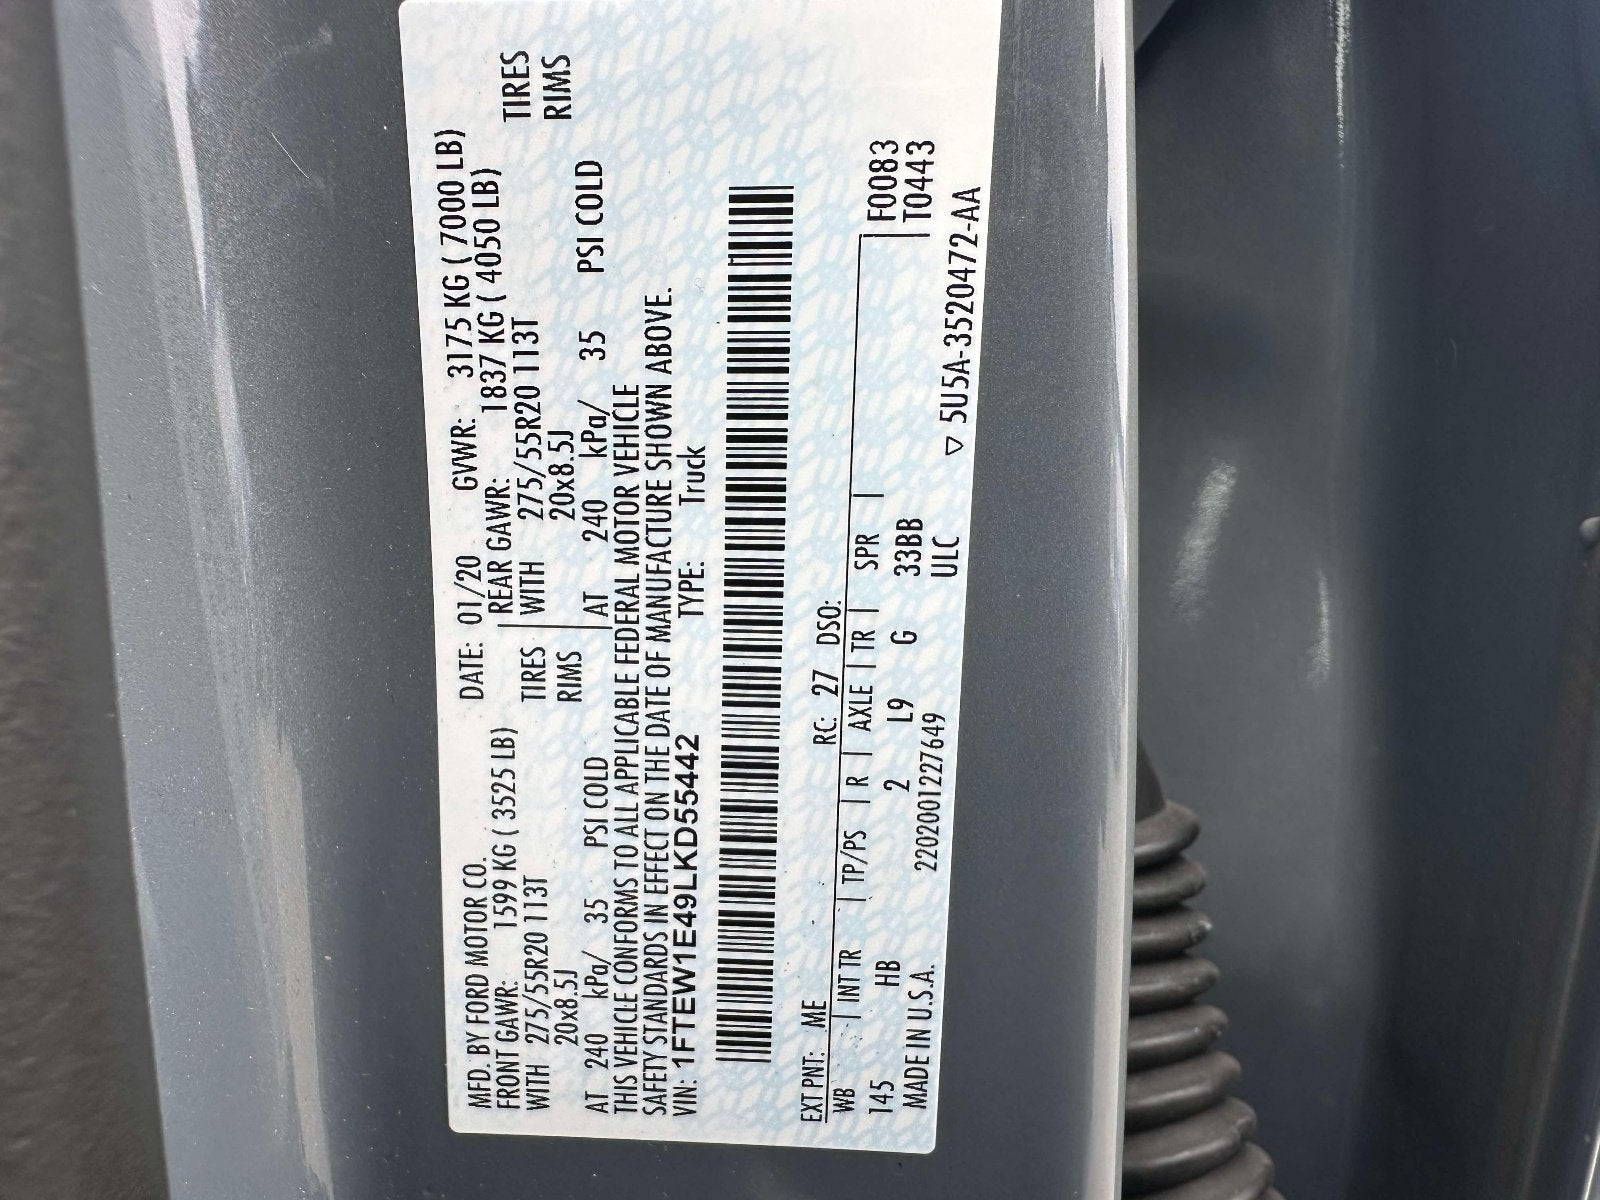 MFD. BY FORD MOTOR CO. DATE: 01/20 GVWR: 3175 KG ( 7000 LB)
FRONT GAWR: 1599 KG ( 3525 LB) REAR GAWR: 1837 KG ( 4050 LB)
WITH 275/55R20 113T TIRES WITH 275/55R20 113T TIRES
20x8.5J RIMS 20x8.5J RIMS
AT 240 kPa/ 35 PSI COLD AT 240 kPa/ 35 PSI COLD
THIS VEHICLE CONFORMS TO ALL APPLICABLE FEDERAL MOTOR VEHICLE
SAFETY STANDARDS IN EFFECT ON THE DATE OF MANUFACTURE SHOWN ABOVE.
VIN: 1FTEW1E49LKD55442 TYPE: Truck
EXT PNT: ME RC: 27 DSO:
WB | INT TR | TP/PS | R | AXLE | TR | SPR | F0083
145 HB 2 L9 G 33BB T0443
MADE IN U.S.A. 2202001227649 ULC
▽ 5U5A-3520472-AA